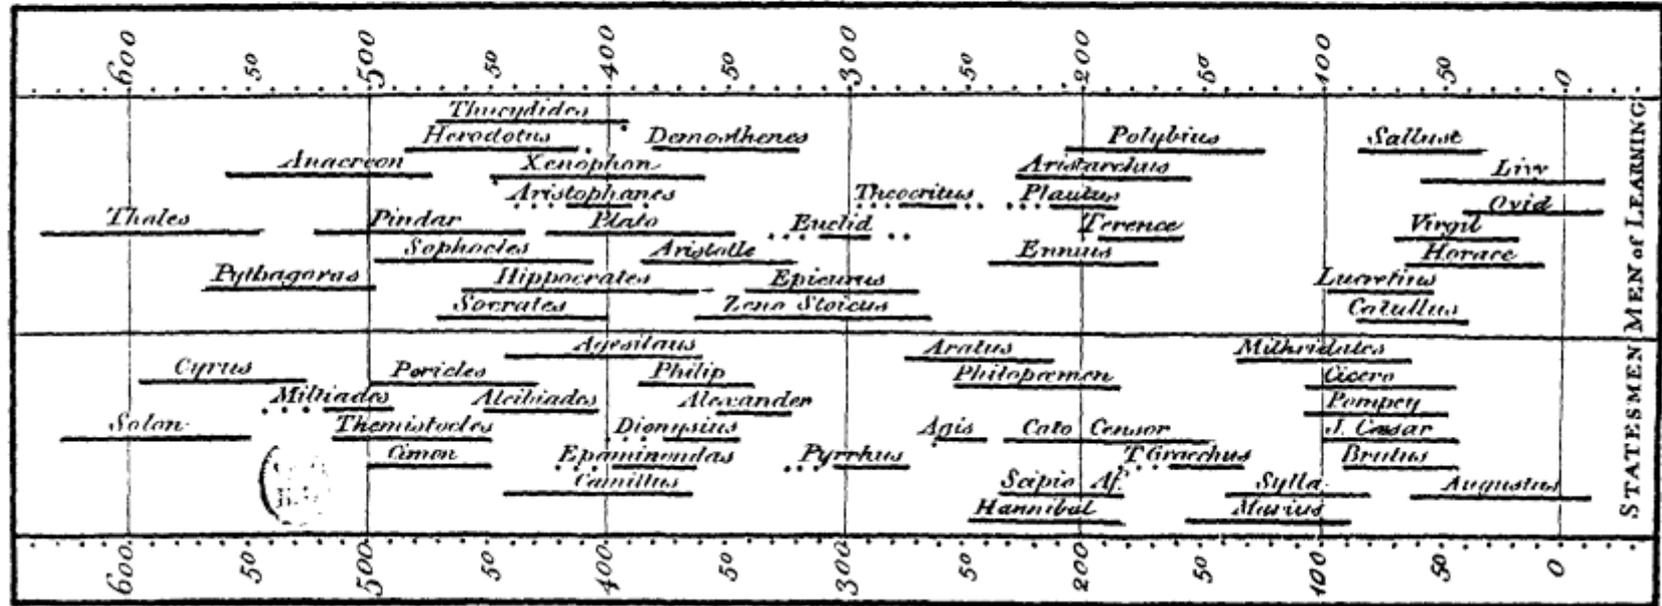 600 50 500 50 400 50 300 50 200 50 100 50 0
Thucydides
Herodotus Demosthenes Polybius Sallust
Anacreon Xenophon Aristarchus Livy
Aristophanes Theocritus Plautus Ovid
Thales Pindar Plato Euclid Terence Virgil
Sophocles Aristotle Ennius Horace
Pythagoras Hippocrates Epicurus Lucretius
Socrates Zeno Stoicus Catullus
MEN of LEARNING
Agesilaus Aratus Mithridates
Cyrus Pericles Philip Philopœmen Cicero
Miltiades Alcibiades Alexander Pompey
Solon Themistocles Dionysius Agis Cato Censor J. Cæsar
Cimon Epaminondas Pyrrhus T Gracchus Brutus
Camillus Scipio Af. Sylla Augustus
Hannibal Marius
STATESMEN
600 50 500 50 400 50 300 50 200 50 100 50 0